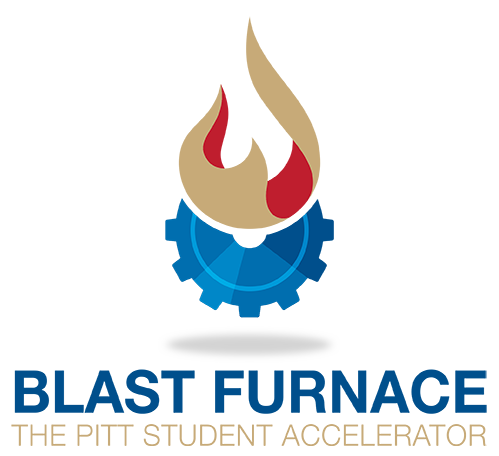 BLAST FURNACE
THE PITT STUDENT ACCELERATOR